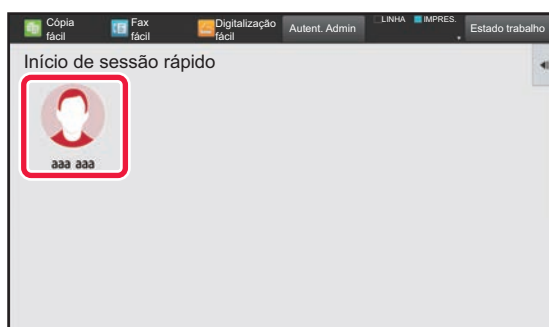 Cópia
fácil
Fax
fácil
Digitalização
fácil
Autent. Admin
LINHA
IMPRES.
Estado trabalho
Início de sessão rápido
aaa aaa